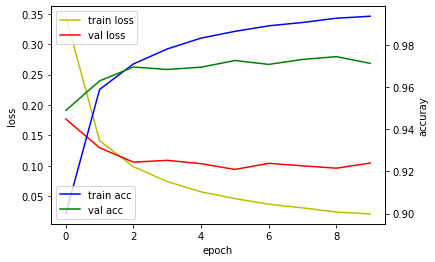 train loss
val loss
train acc
val acc
0.35
0.30
0.25
0.20
0.15
0.10
0.05
loss
0.98
0.96
0.94
0.92
0.90
accuray
0 2 4 6 8
epoch